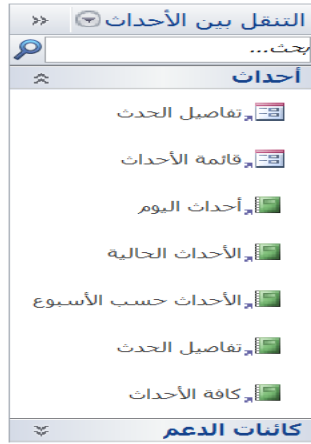 التنقل بين الأحداث
بحث...
أحداث
تفاصيل الحدث
قائمة الأحداث
أحداث اليوم
الأحداث الحالية
الأحداث حسب الأسبوع
تفاصيل الحدث
كافة الأحداث
كائنات الدعم